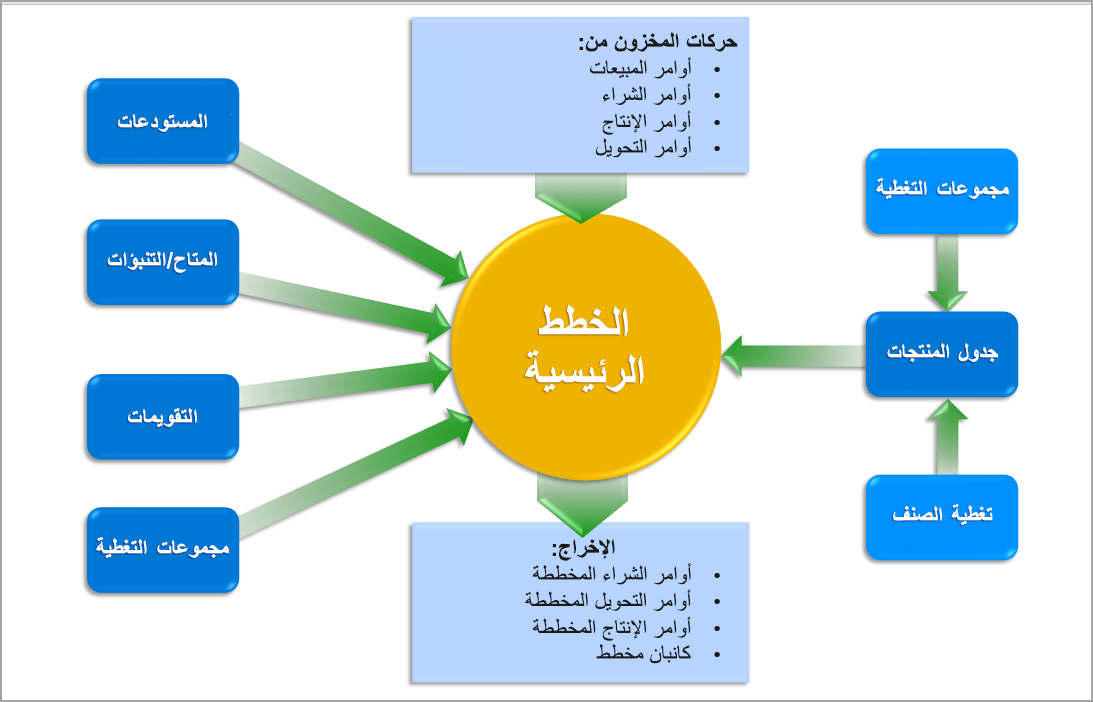 حركات المخزون من:
• أوامر المبيعات
• أوامر الشراء
• أوامر الإنتاج
• أوامر التحويل
مجموعات التغطية
جدول المنتجات
تغطية الصنف
الخطط
الرئيسية
المستودعات
المتاح/التنبؤات
التقويمات
مجموعات التغطية
الإخراج:
• أوامر الشراء المخططة
• أوامر التحويل المخططة
• أوامر الإنتاج المخططة
• كانبان مخطط